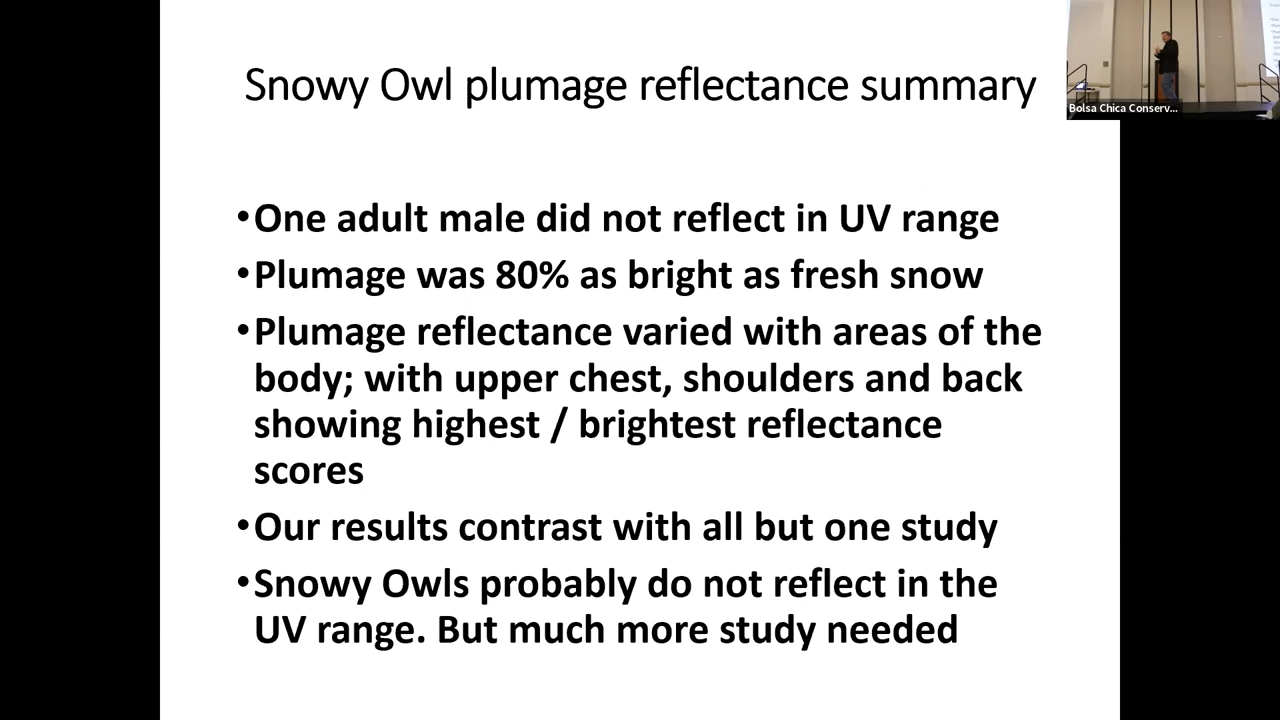 Snowy Owl plumage reflectance summary
Bolsa Chica Conserv...
•One adult male did not reflect in UV range
•Plumage was 80% as bright as fresh snow
•Plumage reflectance varied with areas of the
body; with upper chest, shoulders and back
showing highest / brightest reflectance
scores
•Our results contrast with all but one study
•Snowy Owls probably do not reflect in the
UV range. But much more study needed